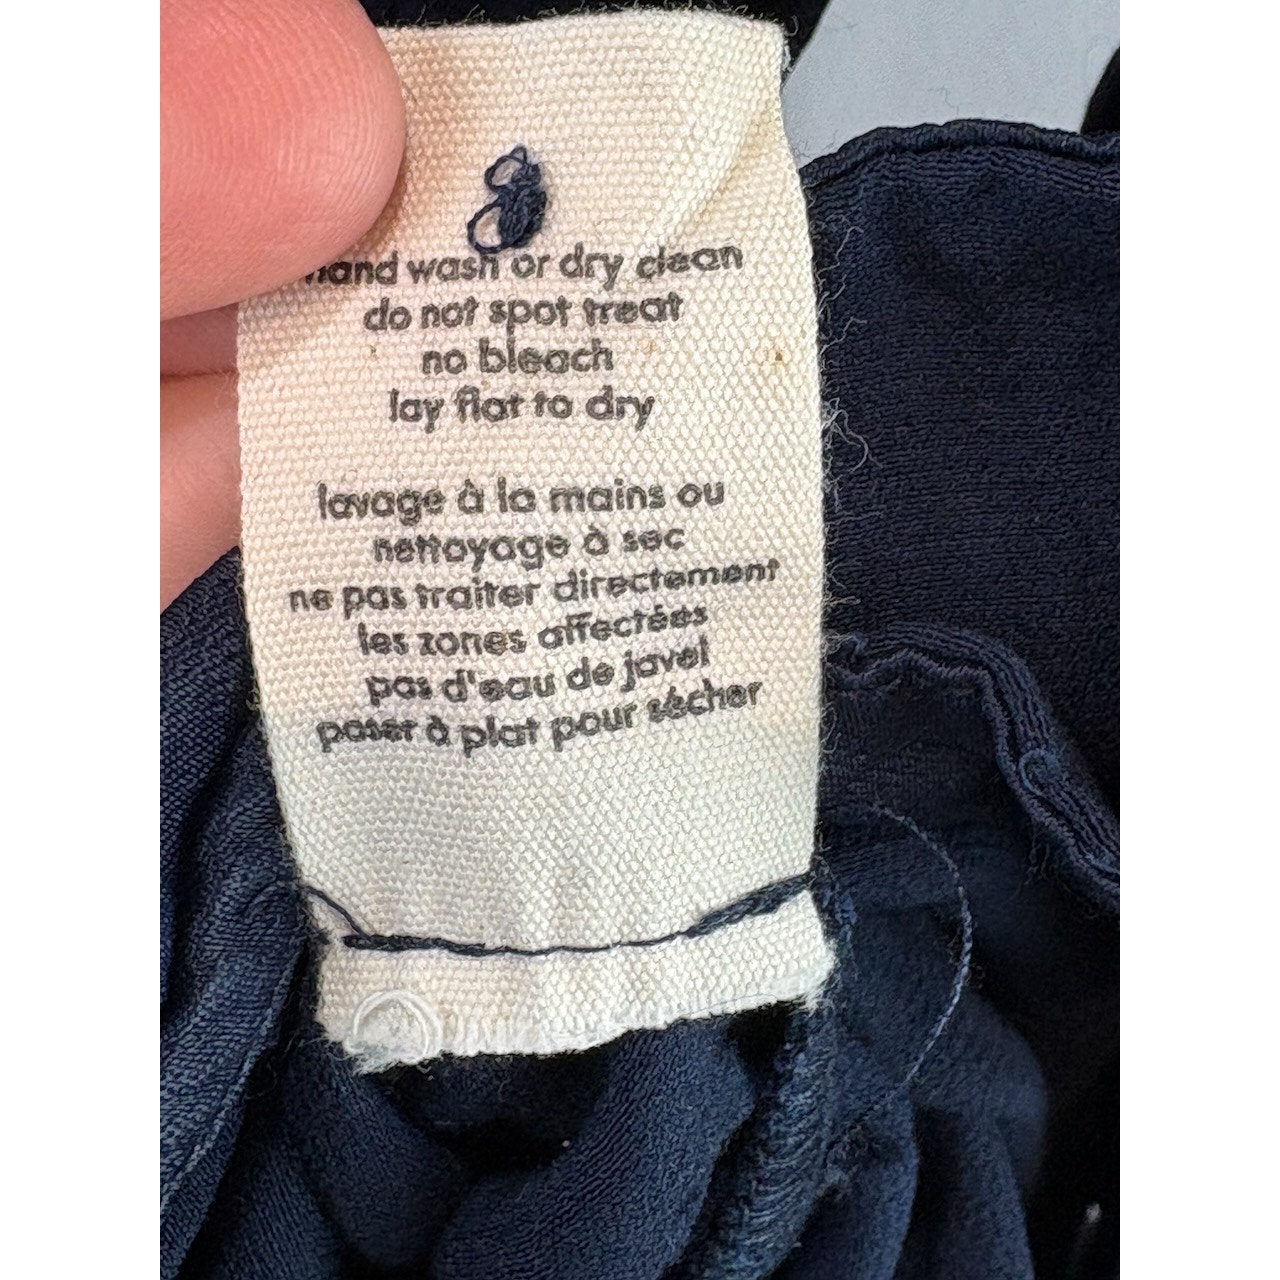 hand wash or dry clean
do not spot treat
no bleach
lay flat to dry
lavage à la mains ou
nettoyage à sec
ne pas traiter directement
les zones affectées
pas d'eau de javel
poser à plat pour sécher